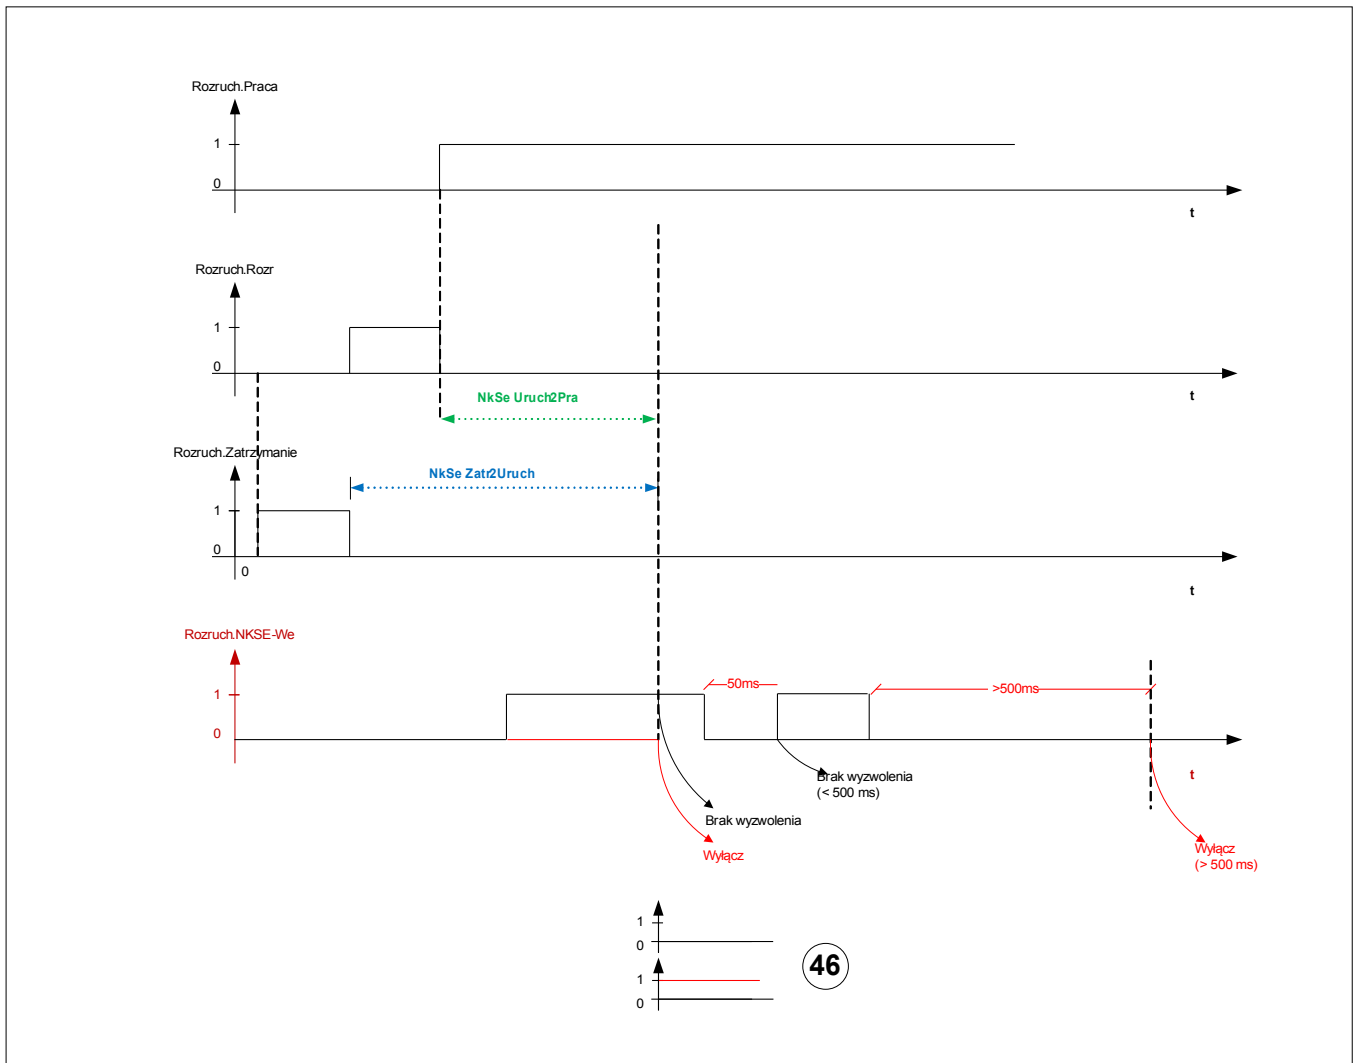 Rozruch.Praca
1
0
t
Rozruch.Rozr
1
0
t
NkSe Uruch2Pra
Rozruch.Zatrzymanie
NkSe Zatr2Uruch
1
0
0
t
Rozruch.NKSE-We
50ms
>500ms
1
0
t
Brak wyzwolenia
(< 500 ms)
Brak wyzwolenia
Wyłącz
Wyłącz
(> 500 ms)
1
0
46
1
0